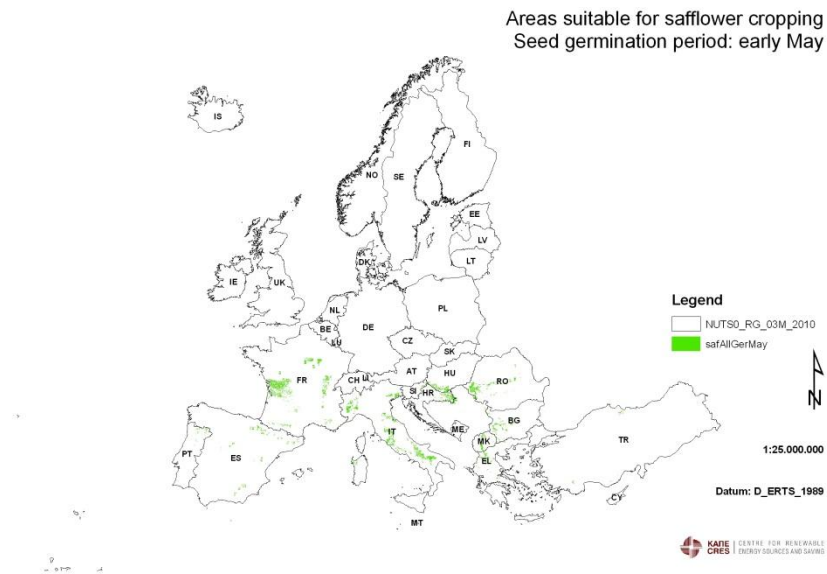 Areas suitable for safflower cropping
Seed germination period: early May
IS
FI
NO
SE
EE
LV
LT
DK
IE
UK
NL
PL
BE
DE
LU
CZ
SK
FR
CH
LI
AT
HU
SI
HR
RO
IT
ME
BG
MK
PT
ES
EL
TR
CY
MT
Legend
NUTS0_RG_03M_2010
safAllGerMay
N
1:25.000.000
Datum: D_ERTS_1989
ΚΑΠΕ
CRES
CENTRE FOR RENEWABLE
ENERGY SOURCES AND SAVING